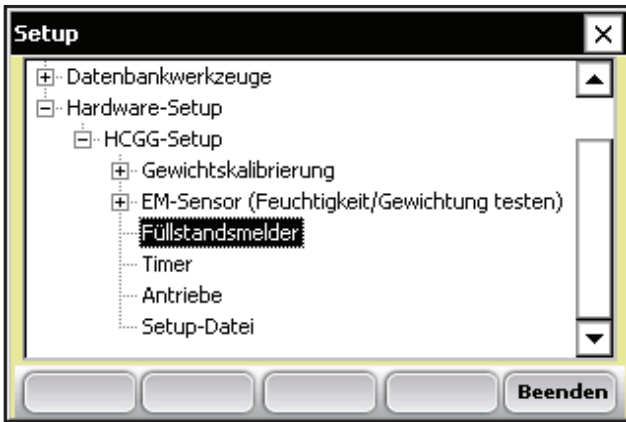 Setup
Datenbankwerkzeuge
Hardware-Setup
HCGG-Setup
Gewichtskalibrierung
EM-Sensor (Feuchtigkeit/Gewichtung testen)
Füllstandsmelder
Timer
Antriebe
Setup-Datei
Beenden